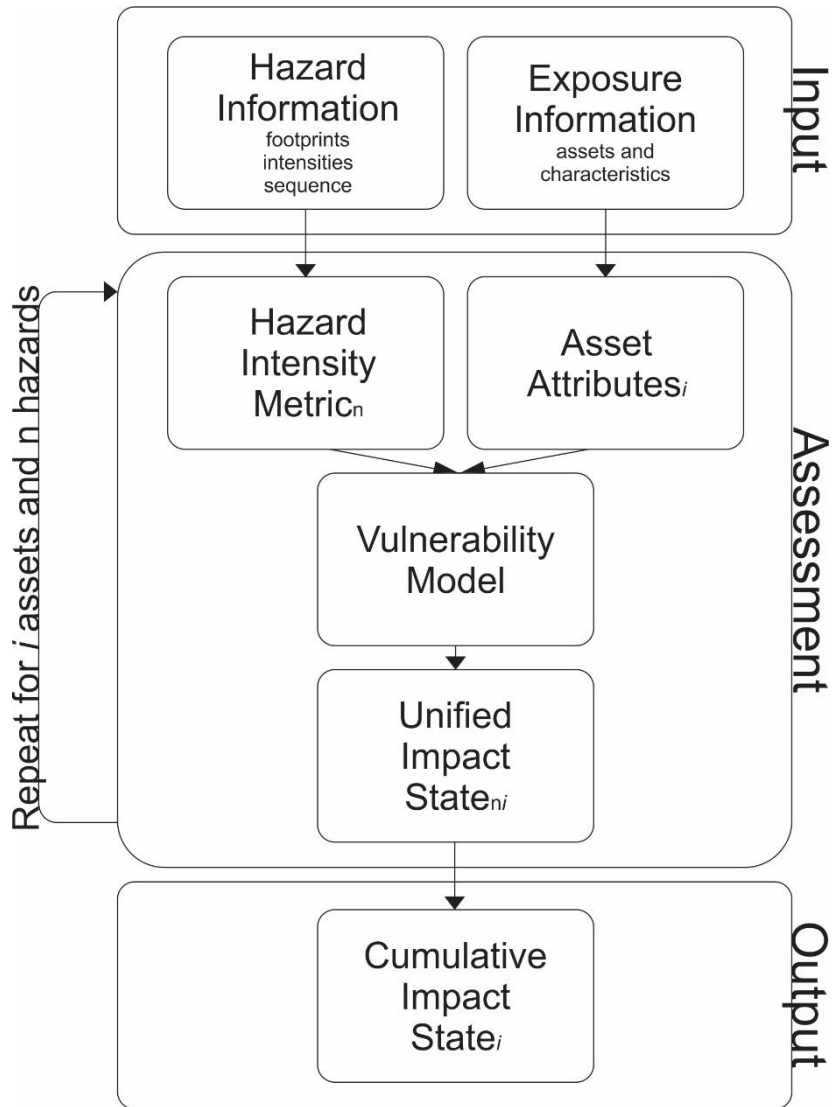 Hazard
Information
footprints
intensities
sequence
Exposure
Information
assets and
characteristics
Input
Hazard
Intensity
Metricn
Asset
Attributesi
Vulnerability
Model
Unified
Impact
Stateni
Assessment
Repeat for i assets and n hazards
Cumulative
Impact
Statei
Output